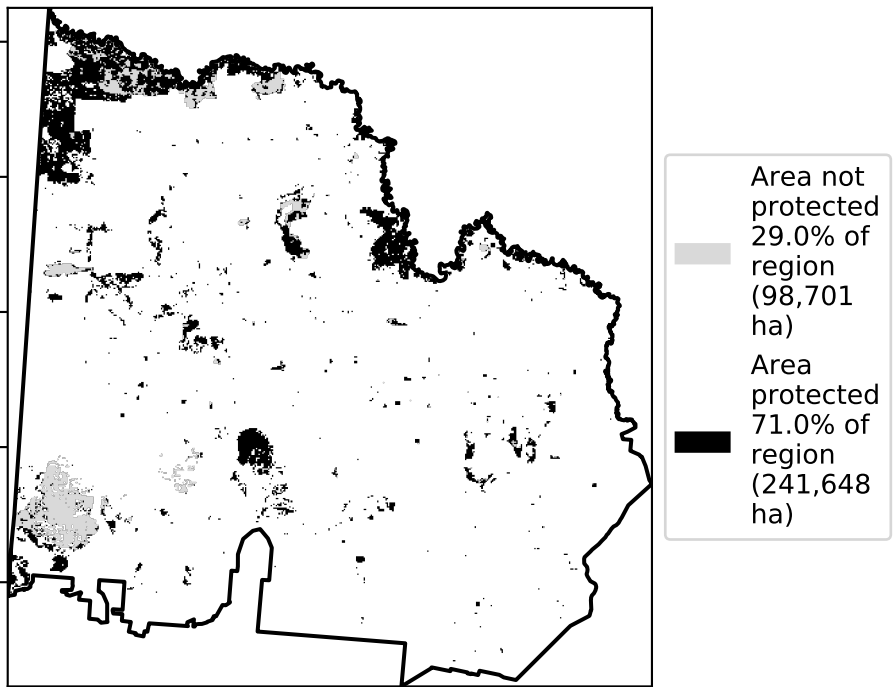 Area not
protected
29.0% of
region
(98,701
ha)
Area
protected
71.0% of
region
(241,648
ha)